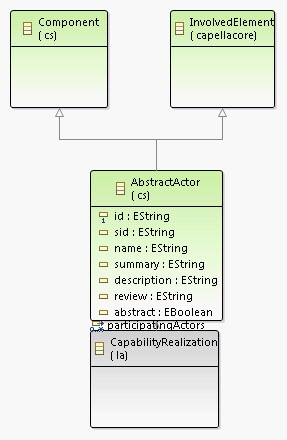 Component
( cs)
InvolvedElement
( capellacore)
AbstractActor
( cs)
id : EString
sid : EString
name : EString
summary : EString
description : EString
review : EString
abstract : EBoolean
participatingActors
CapabilityRealization
( la)